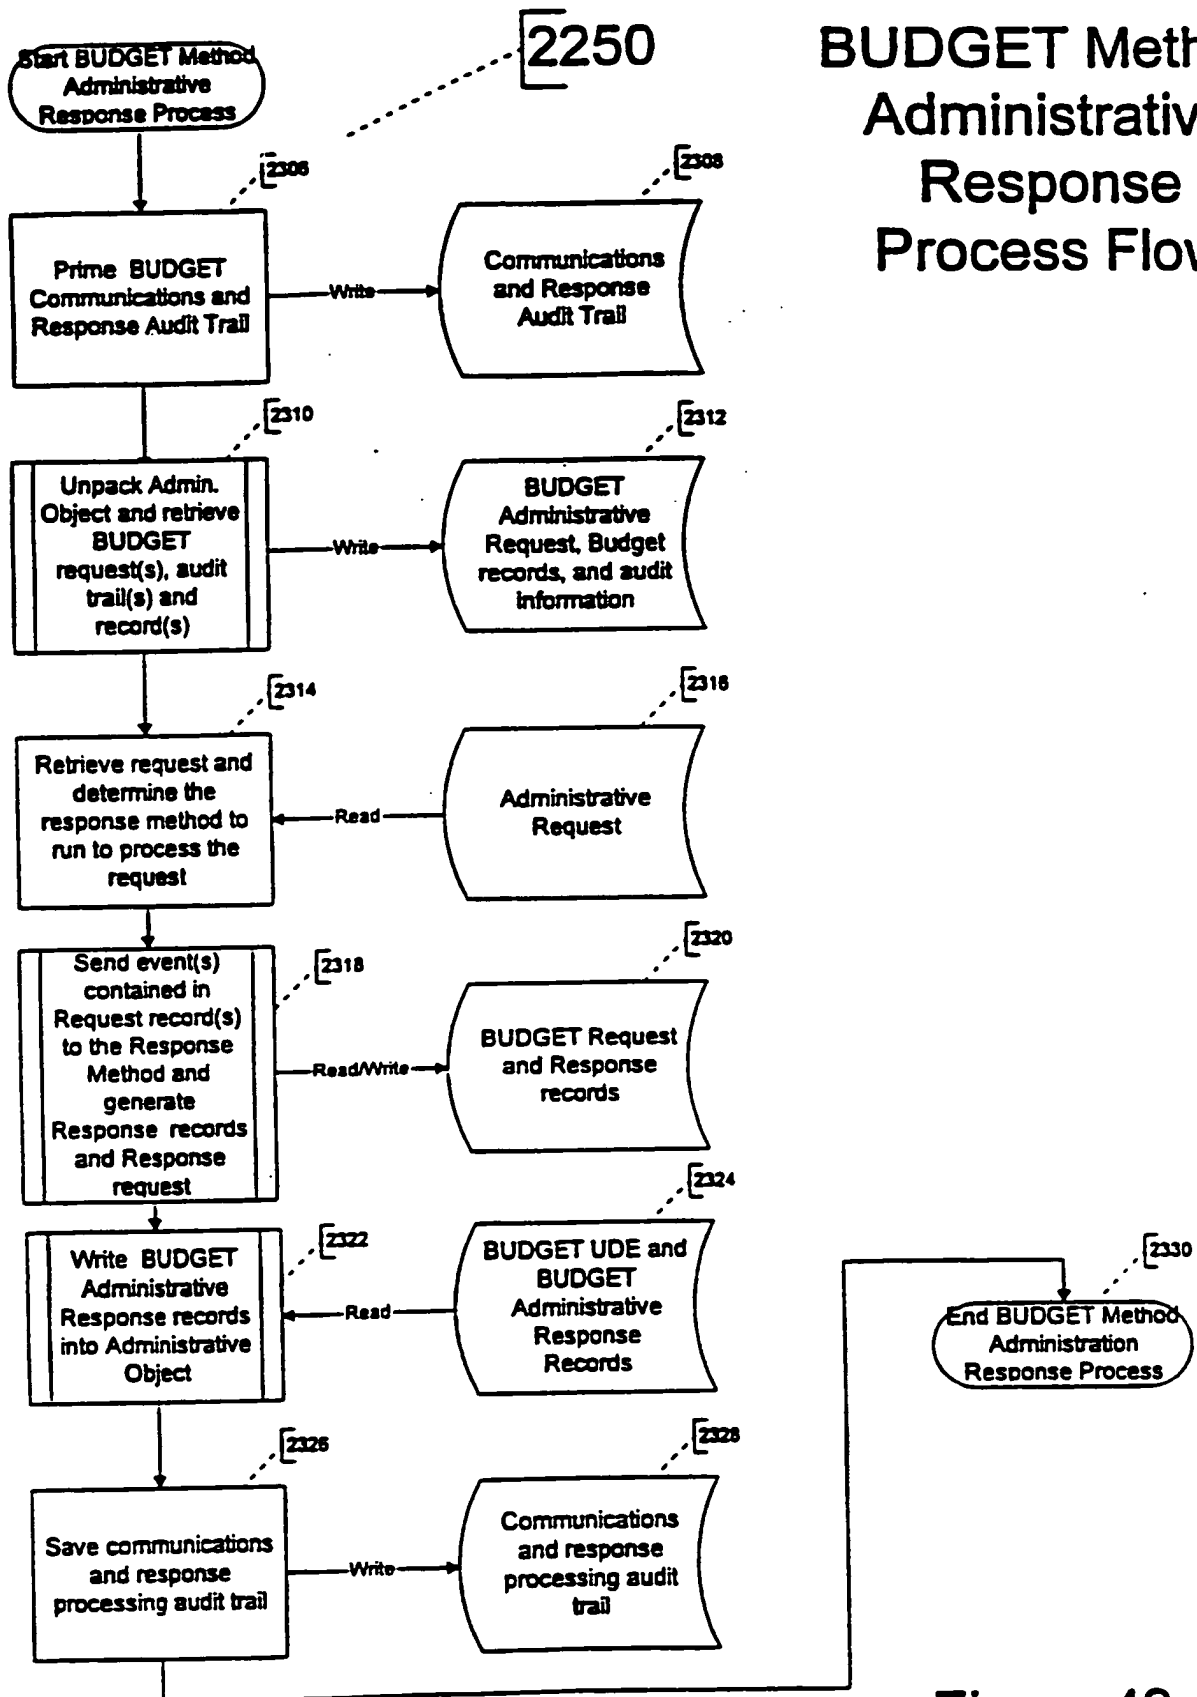 2250
BUDGET Meth
Administrativ
Response
Process Flow
Start BUDGET Method
Administrative
Response Process
2306
Prime BUDGET
Communications and
Response Audit Trail
Write
2308
Communications
and Response
Audit Trail
2310
Unpack Admin.
Object and retrieve
BUDGET
request(s), audit
trail(s) and
record(s)
Write
2312
BUDGET
Administrative
Request, Budget
records, and audit
information
2314
Retrieve request and
determine the
response method to
run to process the
request
Read
2316
Administrative
Request
2318
Send event(s)
contained in
Request record(s)
to the Response
Method and
generate
Response records
and Response
request
Read/Write
2320
BUDGET Request
and Response
records
2322
Write BUDGET
Administrative
Response records
into Administrative
Object
Read
2324
BUDGET UDE and
BUDGET
Administrative
Response
Records
2326
Save communications
and response
processing audit trail
Write
2328
Communications
and response
processing audit
trail
2330
End BUDGET Method
Administration
Response Process